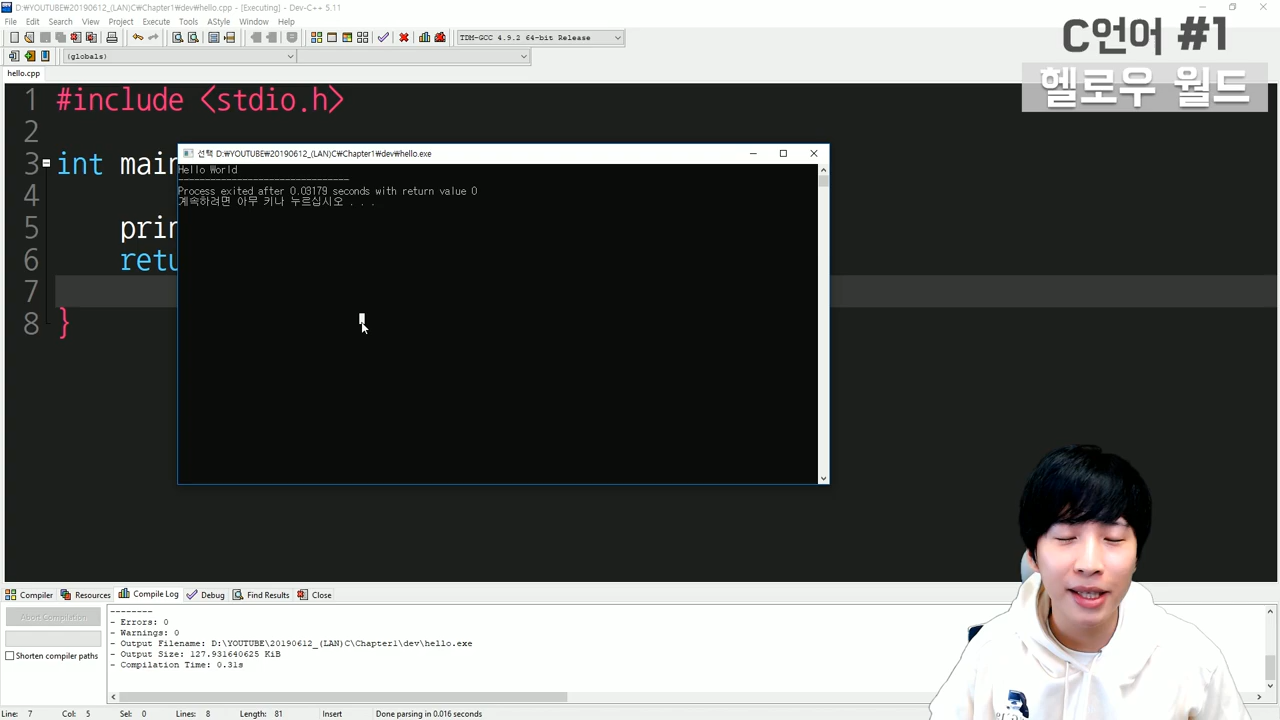 D:₩YOUTUBE₩20190612_(LAN)C₩Chapter1₩dev₩hello.cpp - [Executing] - Dev-C++ 5.11
File Edit Search View Project Execute Tools AStyle Window Help
TDM-GCC 4.9.2 64-bit Release
(globals)
C언어 #1
헬로우 월드
hello.cpp
1 #include <stdio.h>
2
3 int main
4
5 prin
6 retu
7
8 }
선택 D:₩YOUTUBE₩20190612_(LAN)C₩Chapter1₩dev₩hello.exe
Hello World
--------------------------------
Process exited after 0.03179 seconds with return value 0
계속하려면 아무 키나 누르십시오 . . .
Compiler Resources Compile Log Debug Find Results Close
Abort Compilation
Shorten compiler paths
--------
- Errors: 0
- Warnings: 0
- Output Filename: D:\YOUTUBE\20190612_(LAN)C\Chapter1\dev\hello.exe
- Output Size: 127.931640625 KiB
- Compilation Time: 0.31s
Line: 7 Col: 5 Sel: 0 Lines: 8 Length: 81 Insert Done parsing in 0.016 seconds